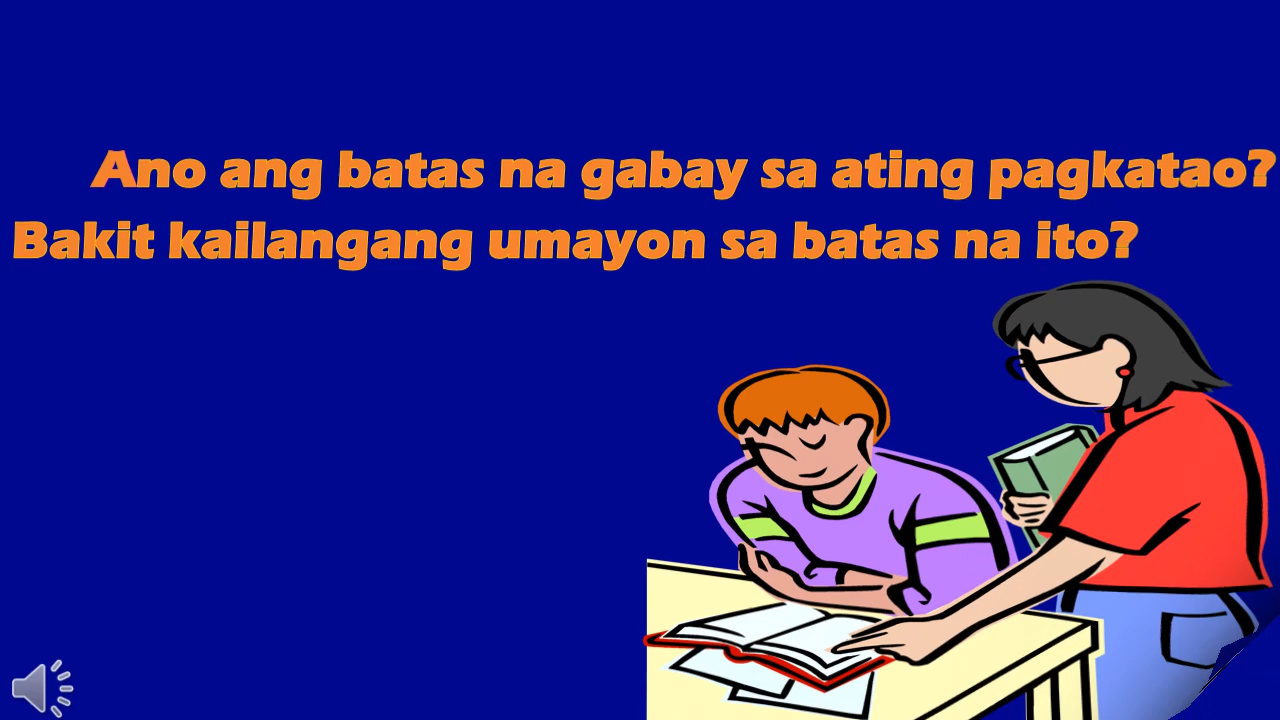 Ano ang batas na gabay sa ating pagkatao?
Bakit kailangang umayon sa batas na ito?